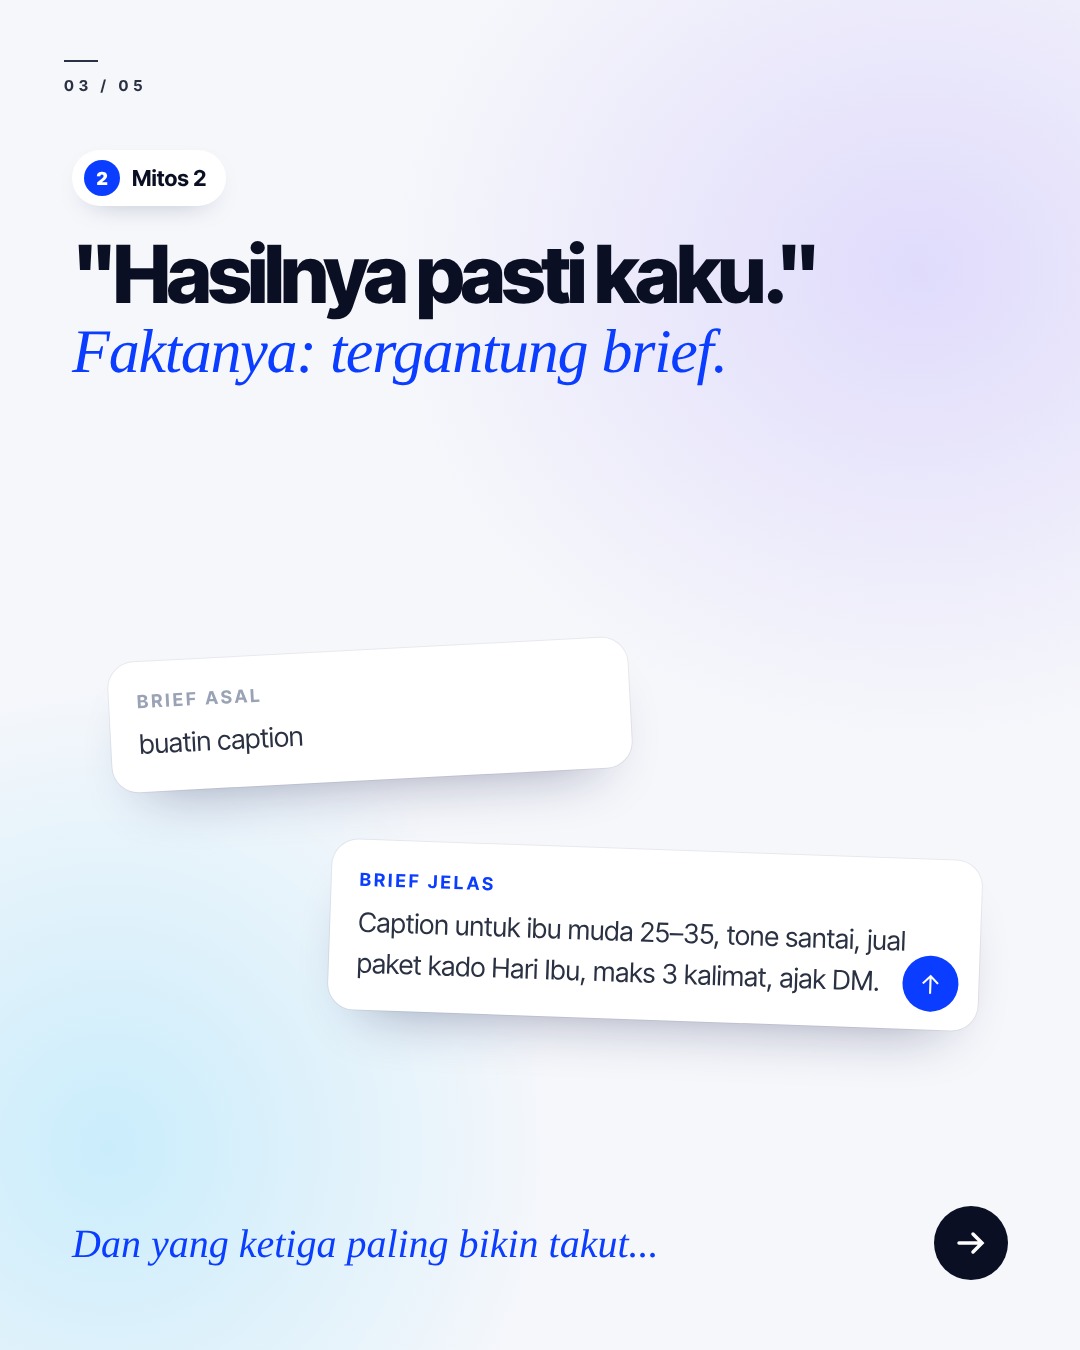 03 / 05
2 Mitos 2
"Hasilnya pasti kaku."
Faktanya: tergantung brief.
BRIEF ASAL
buatin caption
BRIEF JELAS
Caption untuk ibu muda 25–35, tone santai, jual
paket kado Hari Ibu, maks 3 kalimat, ajak DM.
Dan yang ketiga paling bikin takut...